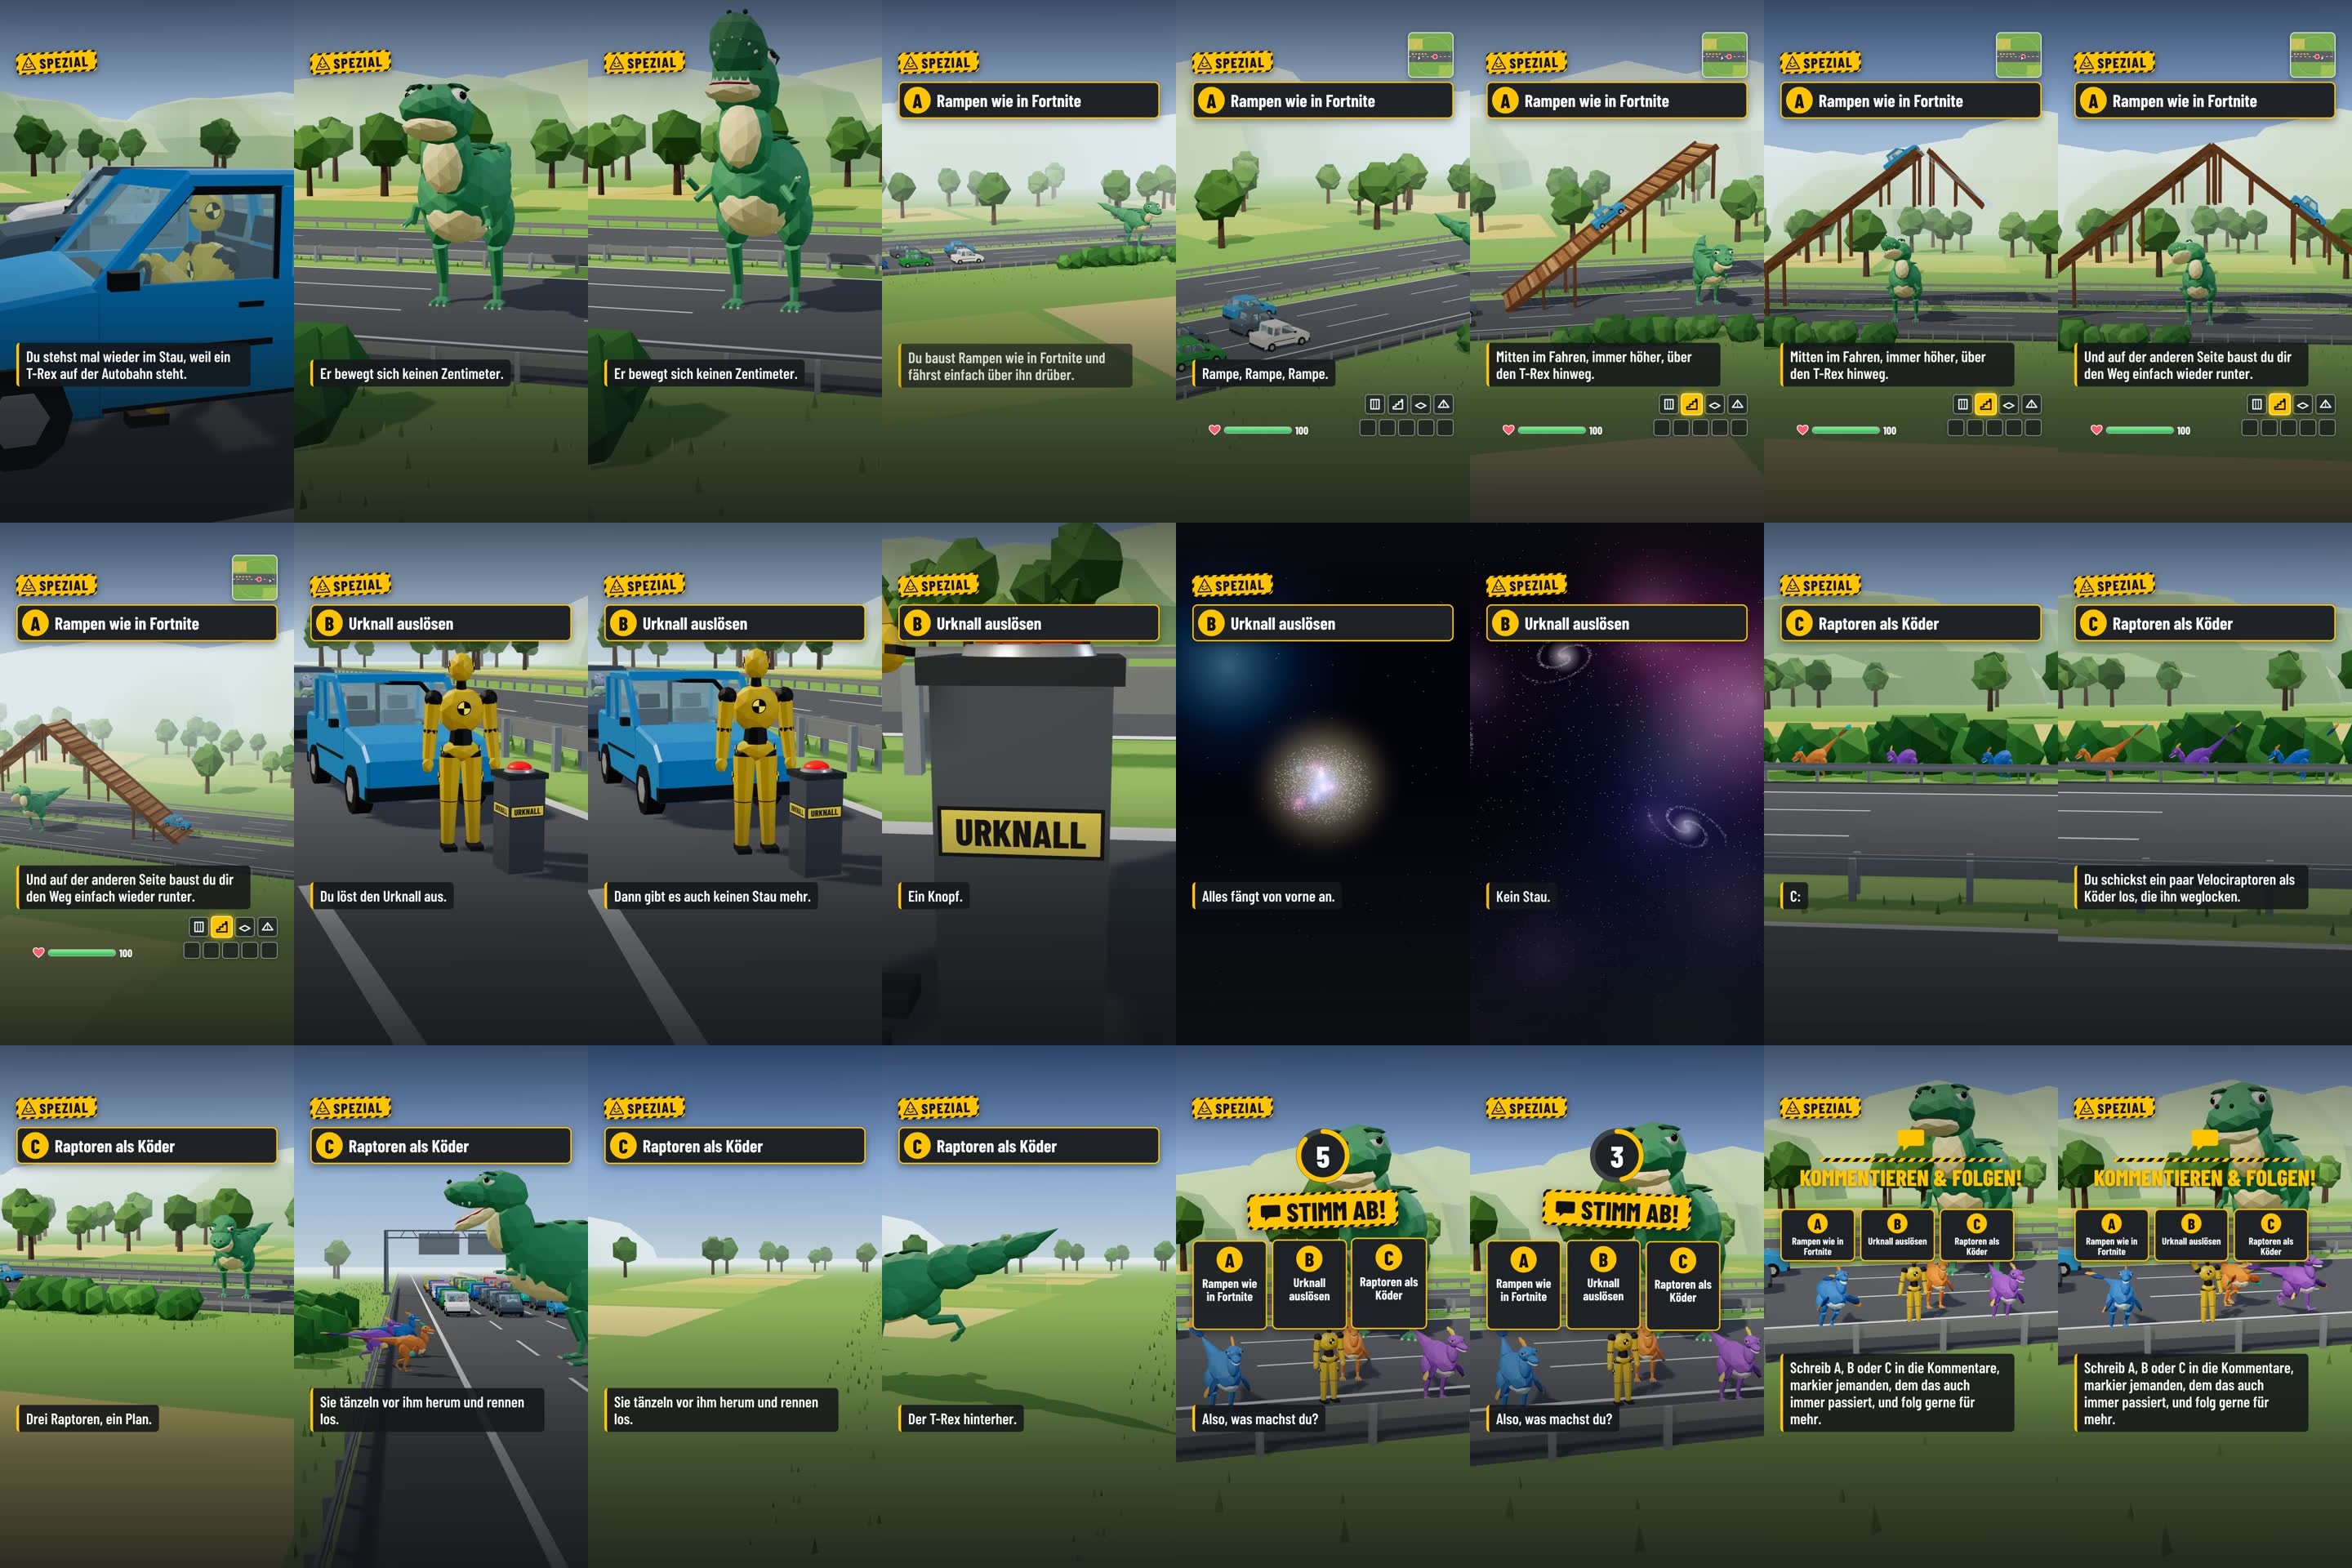 SPEZIAL
Du stehst mal wieder im Stau, weil ein
T-Rex auf der Autobahn steht.
SPEZIAL
Er bewegt sich keinen Zentimeter.
SPEZIAL
Er bewegt sich keinen Zentimeter.
SPEZIAL
A Rampen wie in Fortnite
Du baust Rampen wie in Fortnite und
fährst einfach über ihn drüber.
SPEZIAL
A Rampen wie in Fortnite
Rampe, Rampe, Rampe.
100
SPEZIAL
A Rampen wie in Fortnite
Mitten im Fahren, immer höher, über
den T-Rex hinweg.
100
SPEZIAL
A Rampen wie in Fortnite
Mitten im Fahren, immer höher, über
den T-Rex hinweg.
100
SPEZIAL
A Rampen wie in Fortnite
Und auf der anderen Seite baust du dir
den Weg einfach wieder runter.
100
SPEZIAL
A Rampen wie in Fortnite
Und auf der anderen Seite baust du dir
den Weg einfach wieder runter.
100
SPEZIAL
B Urknall auslösen
URKNALL
Du löst den Urknall aus.
SPEZIAL
B Urknall auslösen
URKNALL
Dann gibt es auch keinen Stau mehr.
SPEZIAL
B Urknall auslösen
URKNALL
Ein Knopf.
SPEZIAL
B Urknall auslösen
Alles fängt von vorne an.
SPEZIAL
B Urknall auslösen
Kein Stau.
SPEZIAL
C Raptoren als Köder
C:
SPEZIAL
C Raptoren als Köder
Du schickst ein paar Velociraptoren als
Köder los, die ihn weglocken.
SPEZIAL
C Raptoren als Köder
Drei Raptoren, ein Plan.
SPEZIAL
C Raptoren als Köder
Sie tänzeln vor ihm herum und rennen
los.
SPEZIAL
C Raptoren als Köder
Sie tänzeln vor ihm herum und rennen
los.
SPEZIAL
C Raptoren als Köder
Der T-Rex hinterher.
SPEZIAL
5
STIMM AB!
A
Rampen wie
in Fortnite
B
Urknall
auslösen
C
Raptoren als
Köder
Also, was machst du?
SPEZIAL
3
STIMM AB!
A
Rampen wie
in Fortnite
B
Urknall
auslösen
C
Raptoren als
Köder
Also, was machst du?
SPEZIAL
KOMMENTIEREN & FOLGEN!
A
Rampen wie in
Fortnite
B
Urknall auslösen
C
Raptoren als
Köder
Schreib A, B oder C in die Kommentare,
markier jemanden, dem das auch
immer passiert, und folg gerne für
mehr.
SPEZIAL
KOMMENTIEREN & FOLGEN!
A
Rampen wie in
Fortnite
B
Urknall auslösen
C
Raptoren als
Köder
Schreib A, B oder C in die Kommentare,
markier jemanden, dem das auch
immer passiert, und folg gerne für
mehr.